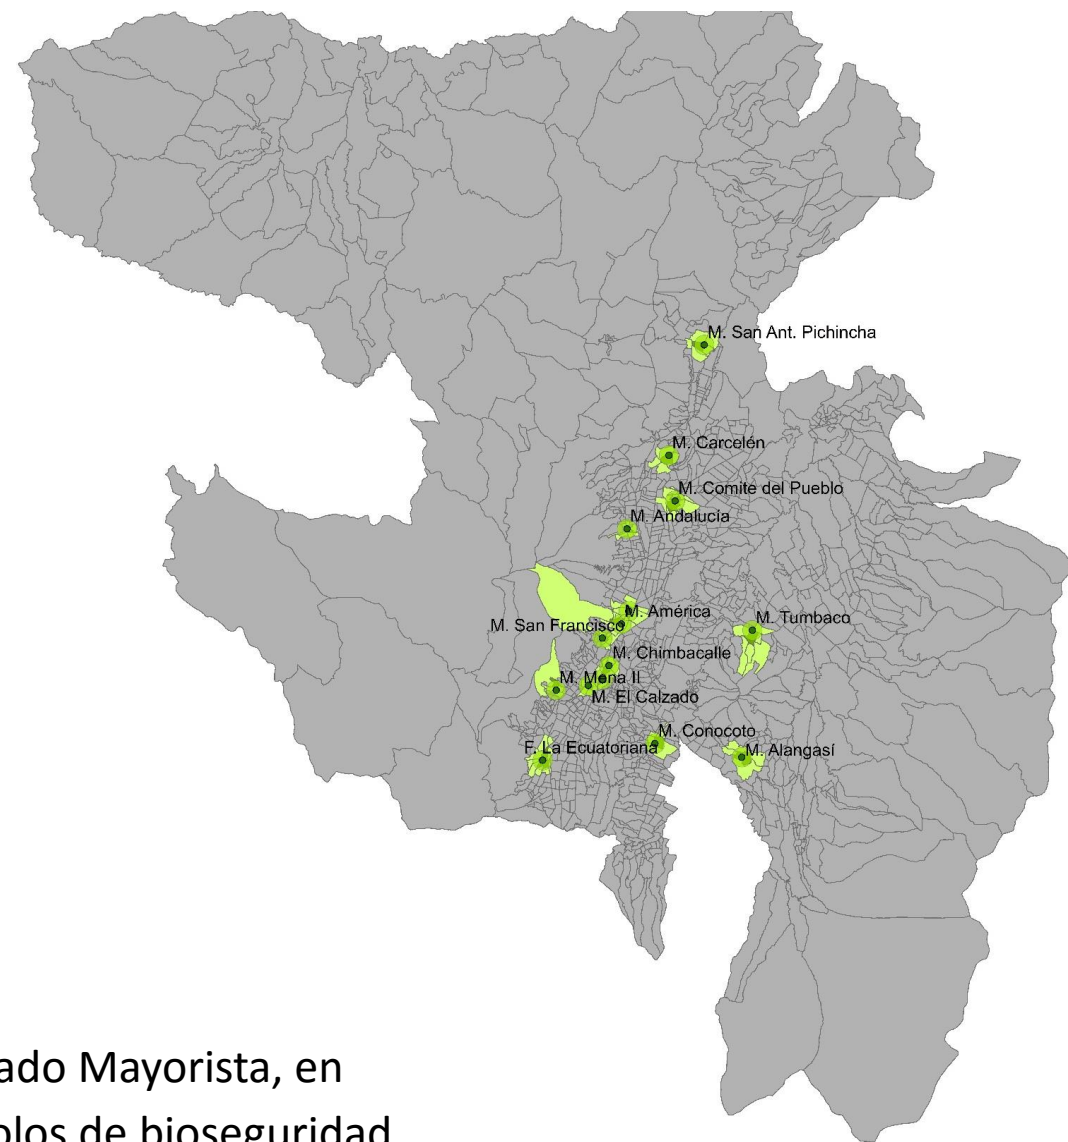 M. San Ant. Pichincha
M. Carcelén
M. Comite del Pueblo
M. Andalucía
M. América
M. Tumbaco
M. San Francisco
M. Chimbacalle
M. Mena II
M. El Calzado
M. Conocoto
F. La Ecuatoriana
M. Alangasí
ado Mayorista, en
olos de bioseguridad